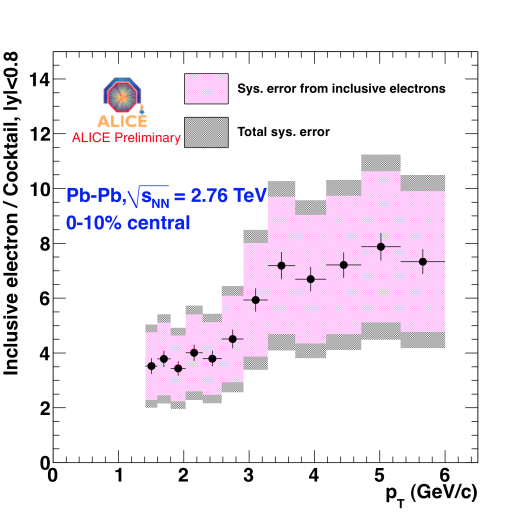 Inclusive electron / Cocktail, |y|<0.8
14
12
10
8
6
4
2
0
ALICE
ALICE Preliminary
Sys. error from inclusive electrons
Total sys. error
Pb-Pb, √sNN = 2.76 TeV
0-10% central
0 1 2 3 4 5 6
pT (GeV/c)